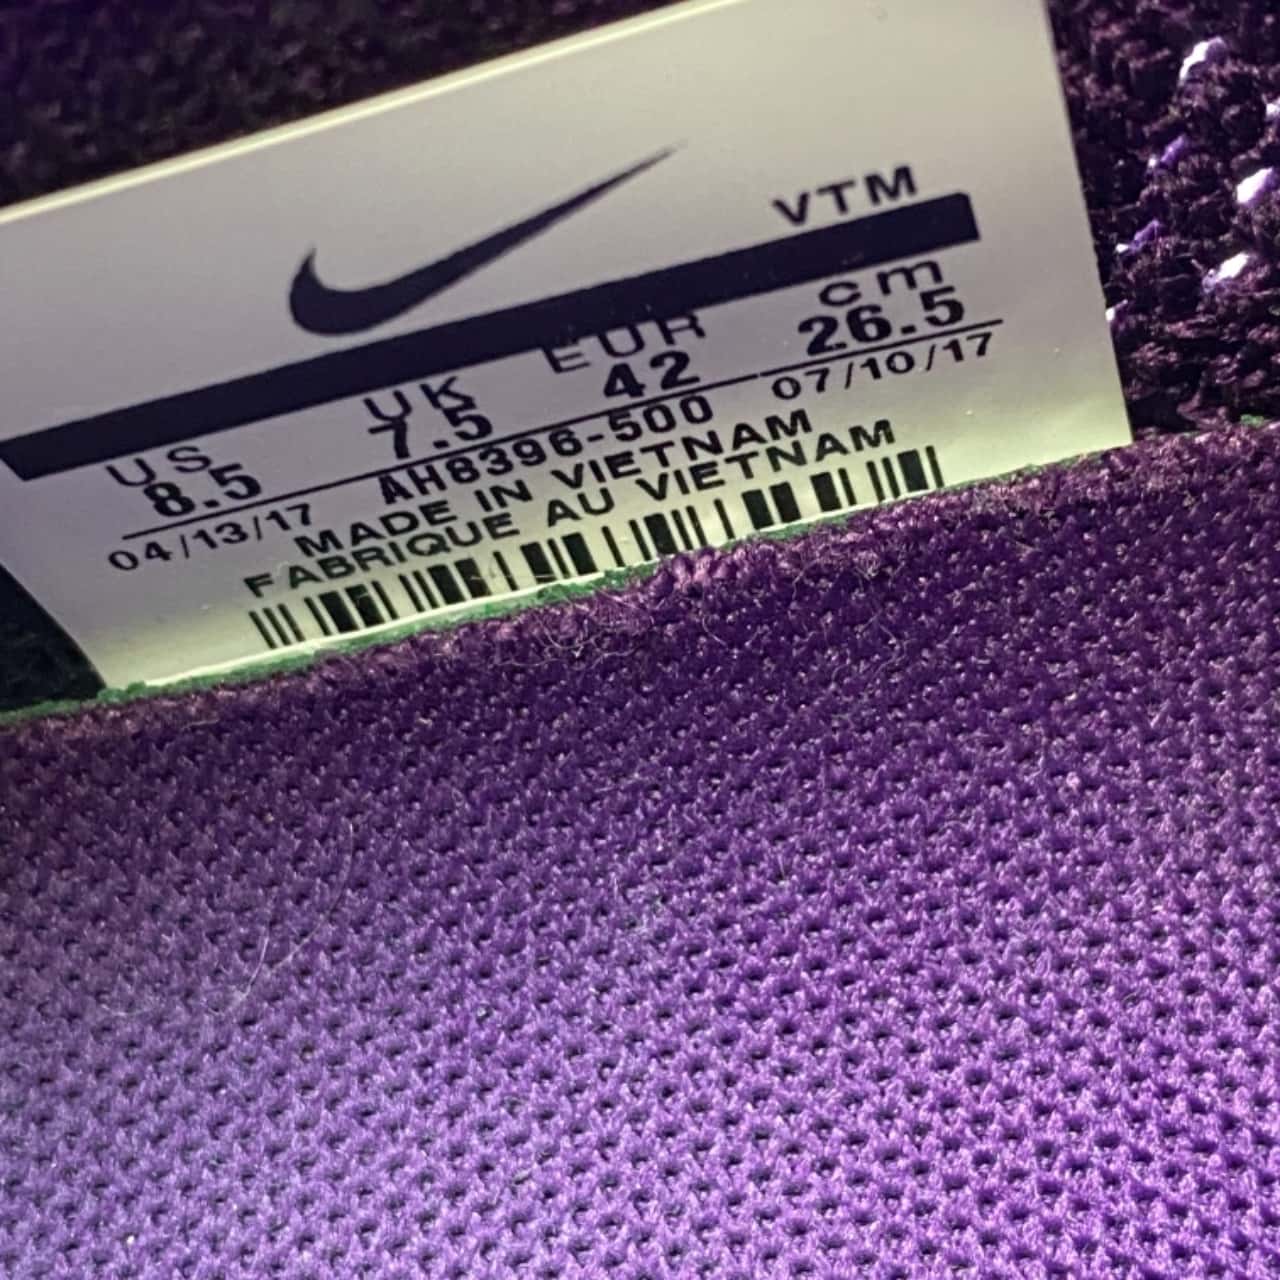 VTM
US UK EUR cm
8.5 7.5 42 26.5
04/13/17 AH8396-500 07/10/17
MADE IN VIETNAM
FABRIQUE AU VIETNAM